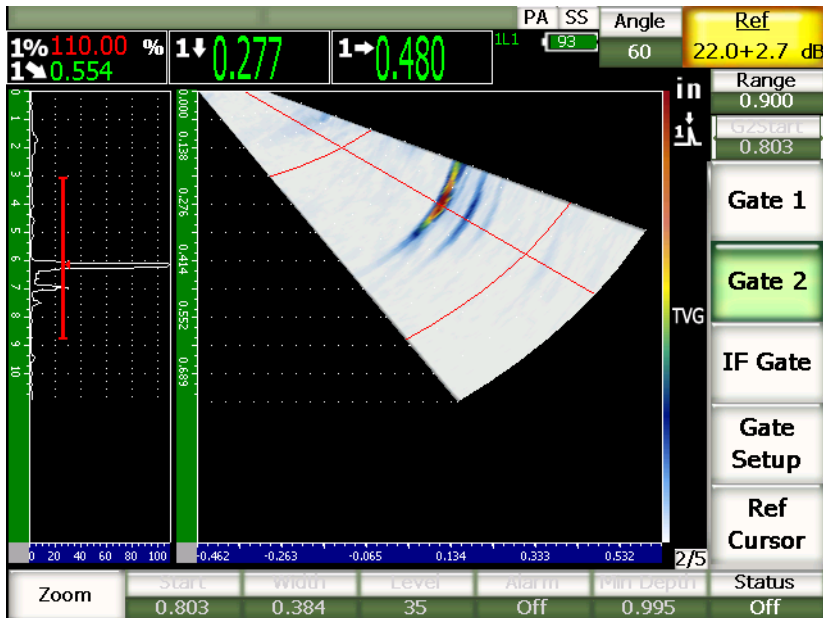 PA SS
Angle
60
Ref
22.0+2.7 dB
1% 110.00 %
1 0.554
1 0.277
1 0.480
1L1
93
in
Range
0.900
G2Start
0.803
0 1 2 3 4 5 6 7 8 9 10
0.000 0.138 0.276 0.414 0.552 0.689
1
TVG
Gate 1
Gate 2
IF Gate
Gate
Setup
Ref
Cursor
0 20 40 60 80 100
-0.462 -0.263 -0.065 0.134 0.333 0.532
2/5
Zoom
Start
0.803
Width
0.384
Level
35
Alarm
Off
Min Depth
0.995
Status
Off